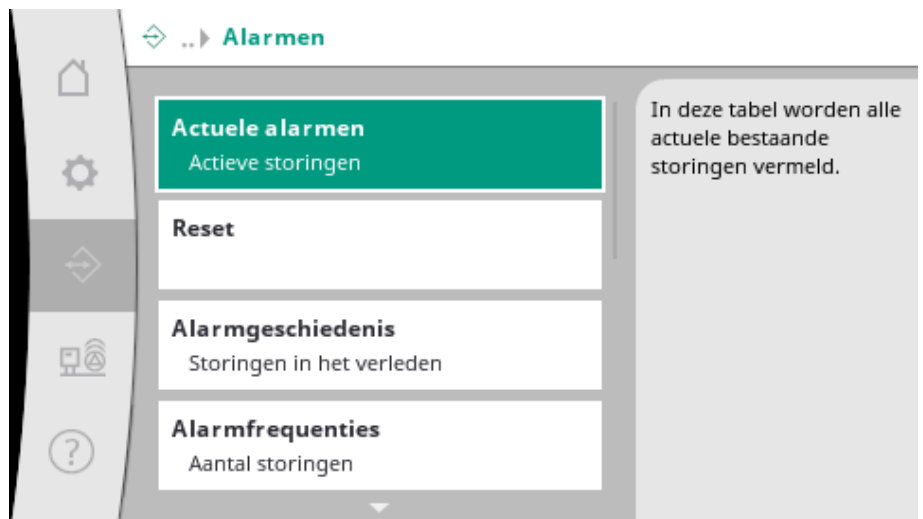 ..▸ Alarmen
Actuele alarmen
Actieve storingen
Reset
Alarmgeschiedenis
Storingen in het verleden
Alarmfrequenties
Aantal storingen
In deze tabel worden alle
actuele bestaande
storingen vermeld.
?